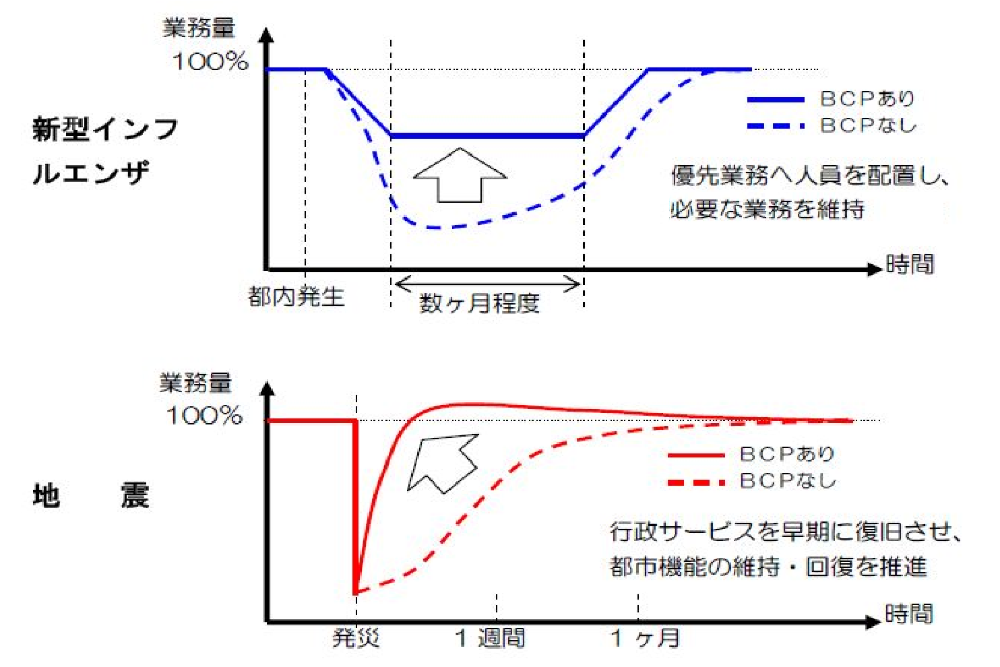 業務量
100%
新型インフ
ルエンザ
BCPあり
BCPなし
優先業務へ人員を配置し、
必要な業務を維持
時間
都内発生
数ヶ月程度
業務量
100%
地　震
BCPあり
BCPなし
行政サービスを早期に復旧させ、
都市機能の維持・回復を推進
時間
発災
1週間
1ヶ月